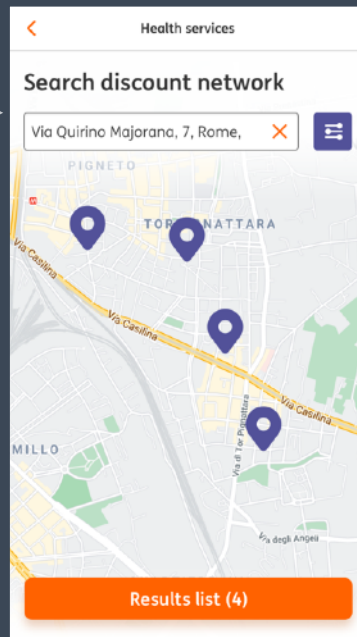 Health services
Search discount network
Via Quirino Majorana, 7, Rome,
PIGNETO
TORPIGNATTARA
Via Casilina
Via Casilina
Via Casilina
Via di Tor Pignattara
MILLO
Via degli Angeli
Results list (4)